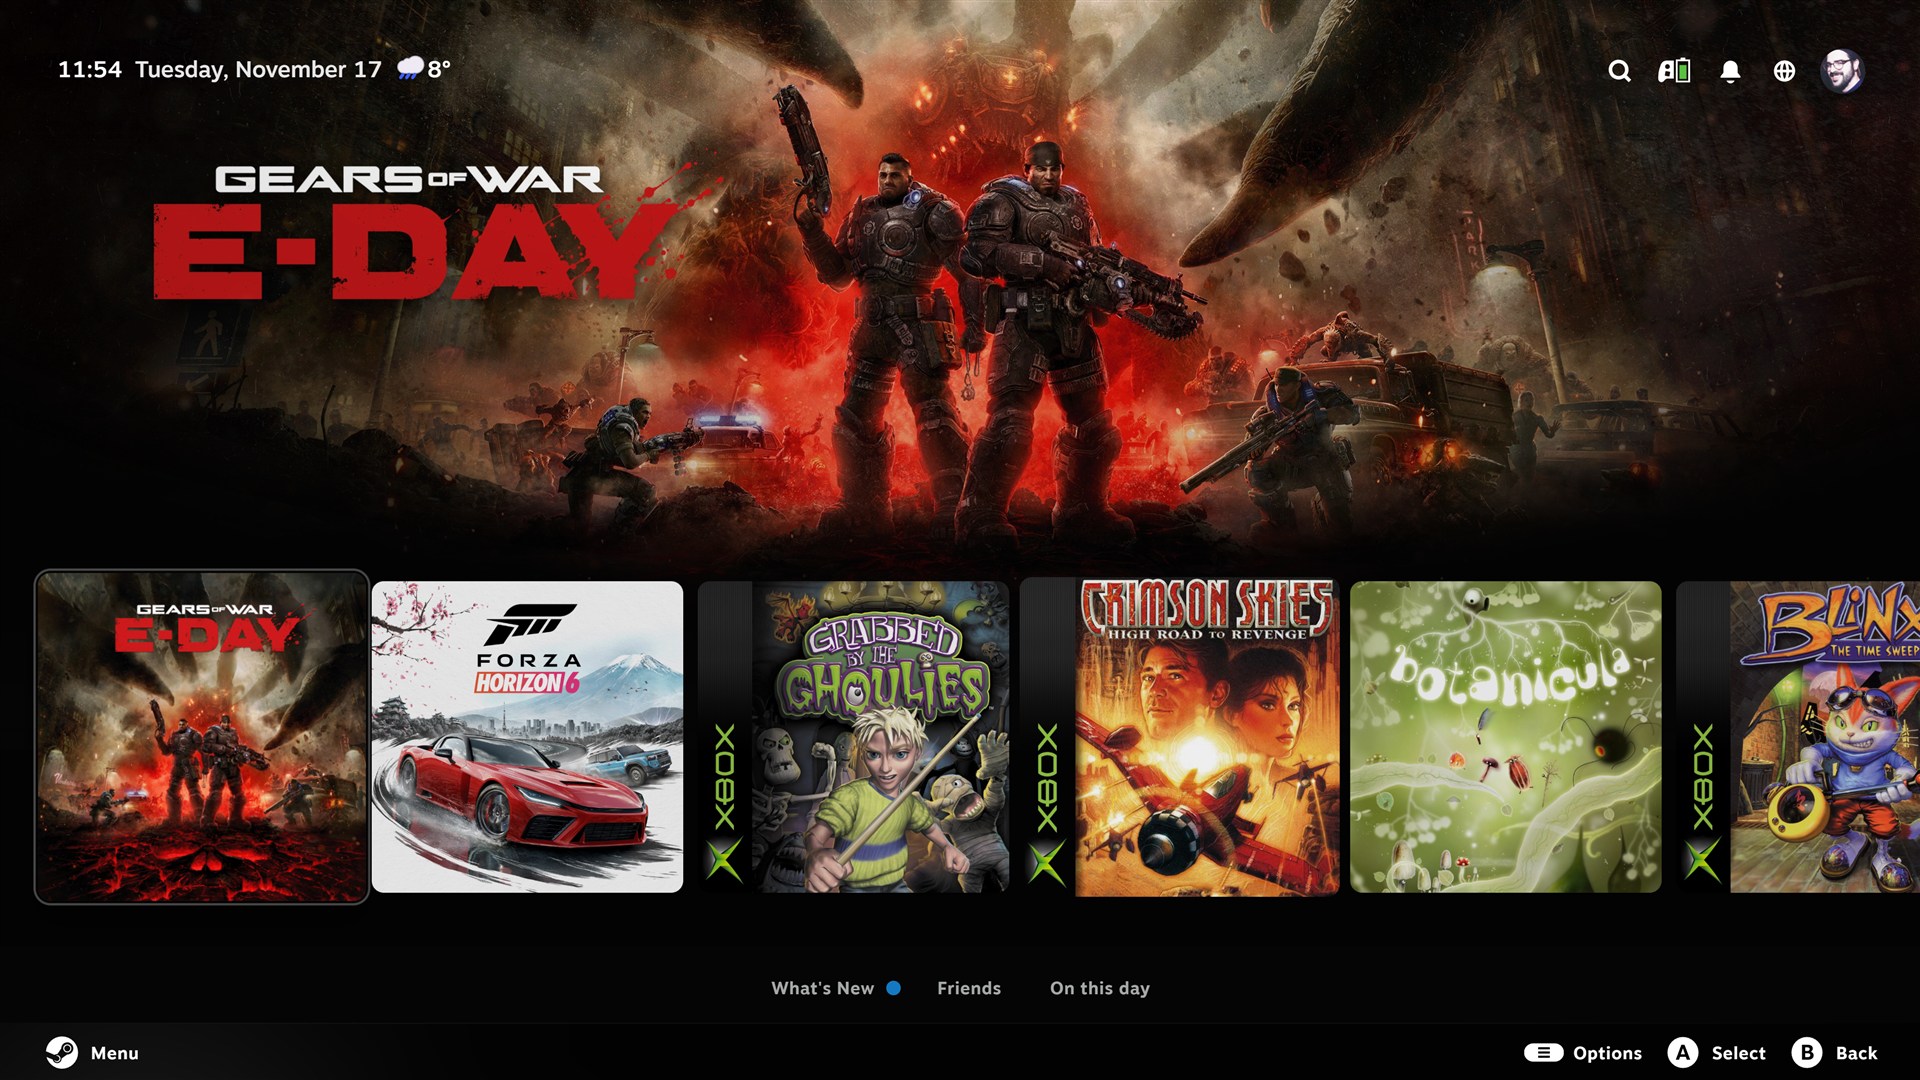 11:54 Tuesday, November 17 8°
GEARS OF WAR
E-DAY
GEARS OF WAR
E-DAY
FORZA
HORIZON 6
XBOX
GRABBED
BY THE
GHOULIES
XBOX
CRIMSON SKIES
HIGH ROAD TO REVENGE
botanicula
XBOX
BLiNX
THE TIME SWEEP
What's New
Friends
On this day
Menu
Options
A Select
B Back